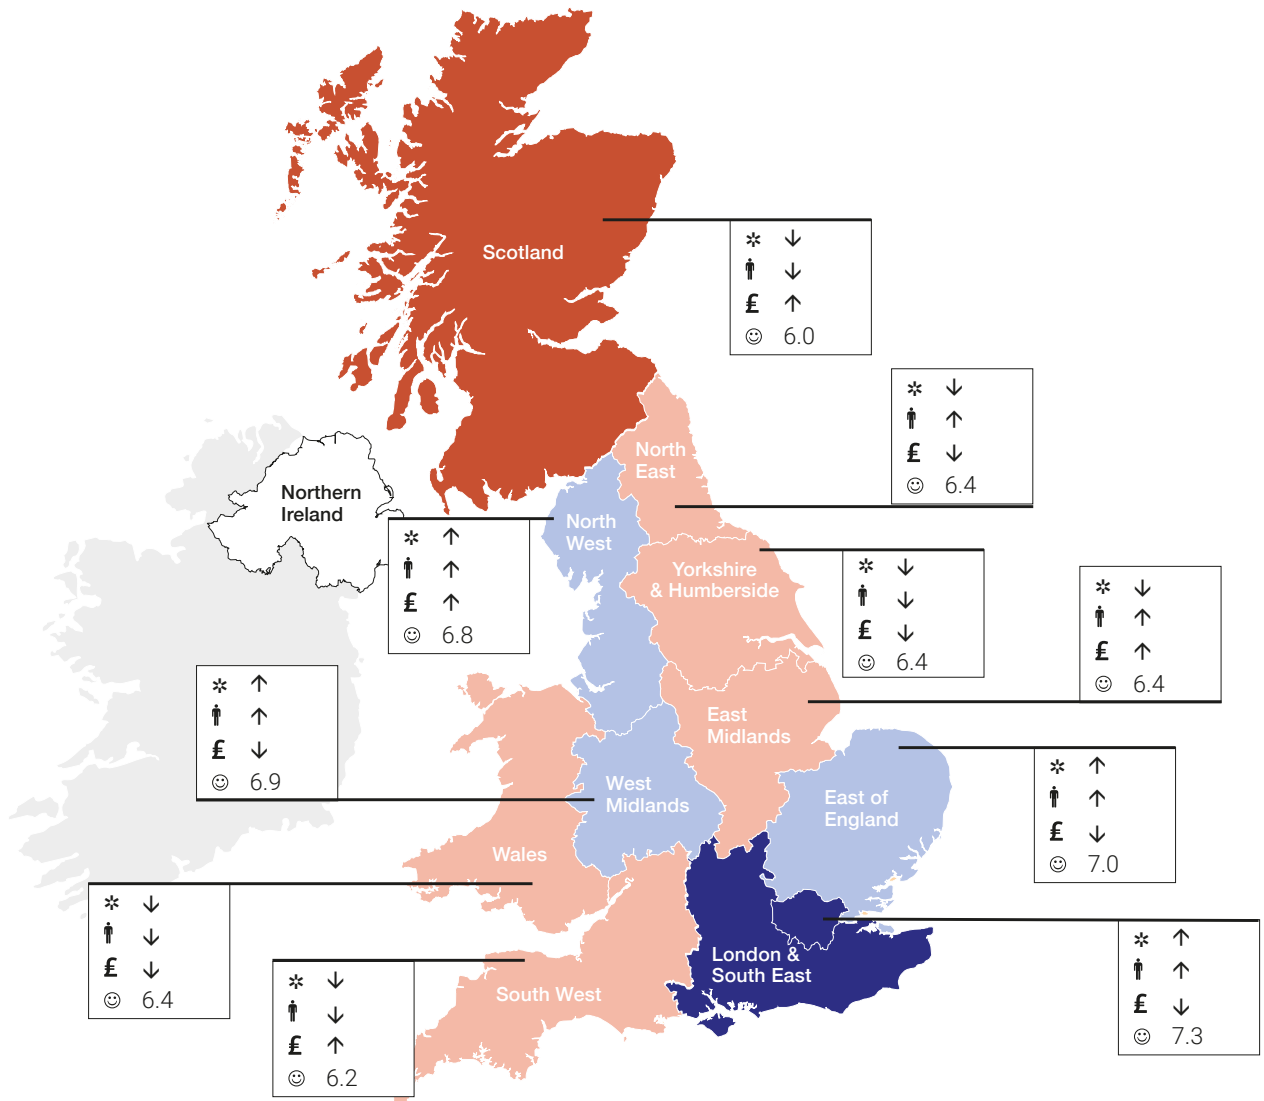 Scotland
✲ ↓
↓
£ ↑
☺ 6.0
✲ ↓
↑
£ ↓
☺ 6.4
North
East
Northern
Ireland
North
West
✲ ↑
↑
£ ↑
☺ 6.8
Yorkshire
& Humberside
✲ ↓
↓
£ ↓
☺ 6.4
✲ ↓
↑
£ ↑
☺ 6.4
✲ ↑
↑
£ ↓
☺ 6.9
East
Midlands
West
Midlands
East of
England
✲ ↑
↑
£ ↓
☺ 7.0
Wales
✲ ↓
↓
£ ↓
☺ 6.4
London &
South East
✲ ↑
↑
£ ↓
☺ 7.3
South West
✲ ↓
↓
£ ↑
☺ 6.2